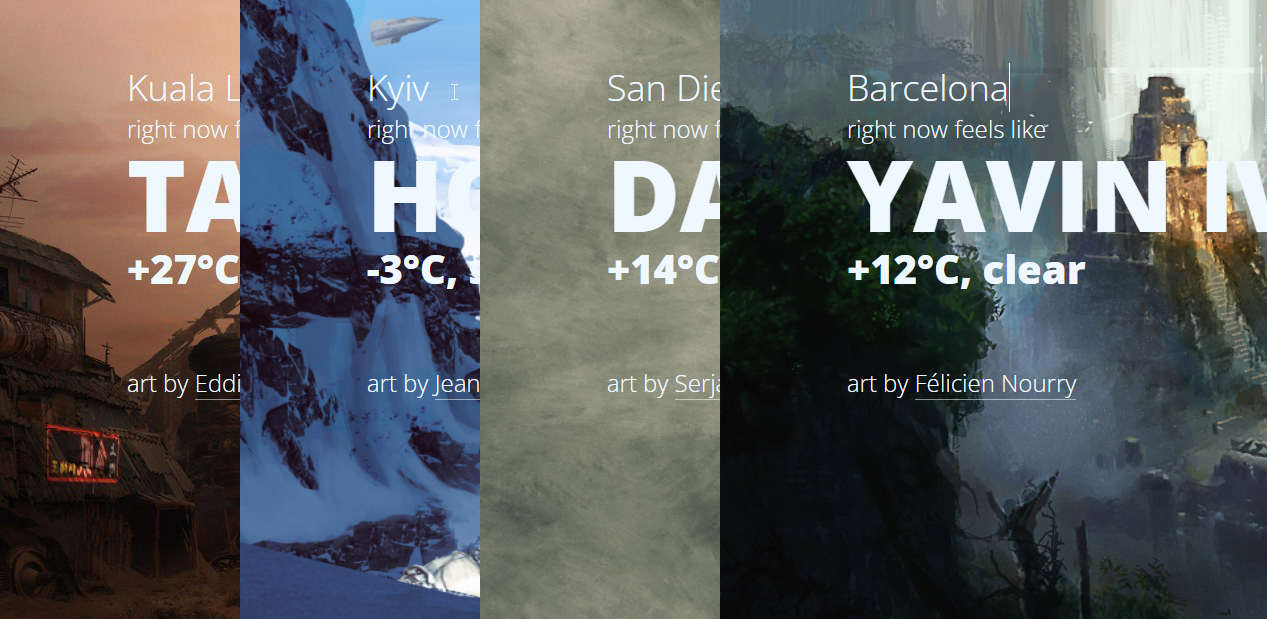 Kuala L
right now f
TA
+27°C
art by Eddi
Kyiv
right now f
HO
-3°C, s
art by Jean
San Die
right now f
DA
+14°C
art by Serja
Barcelona
right now feels like
YAVIN IV
+12°C, clear
art by Félicien Nourry